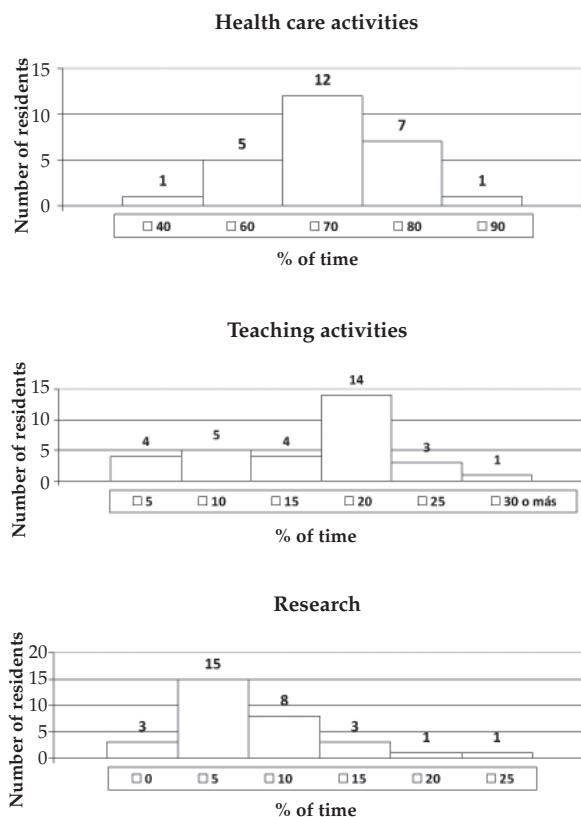 Health care activities
Number of residents
15
10
5
0
1
5
12
7
1
□ 40 □ 60 □ 70 □ 80 □ 90
% of time
Teaching activities
Number of residents
15
10
5
0
4
5
4
14
3
1
□ 5 □ 10 □ 15 □ 20 □ 25 □ 30 o más
% of time
Research
Number of residents
20
15
10
5
0
3
15
8
3
1
1
□ 0 □ 5 □ 10 □ 15 □ 20 □ 25
% of time